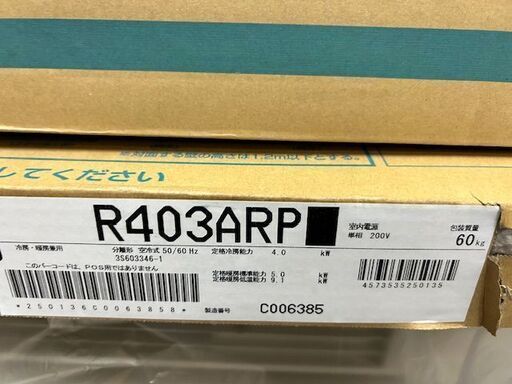 してください
R403ARP
冷房・暖房兼用
分離形 空冷式 50/60 Hz
定格冷房能力 4.0 kW
室内電源
単相 200V
包装質量
60kg
3S603346-1
このバーコードは、POS用ではありません
定格暖房標準能力 5.0 kW
定格暖房低温能力 9.1
*250136C0063858*
製造番号 C006385
4573535250135